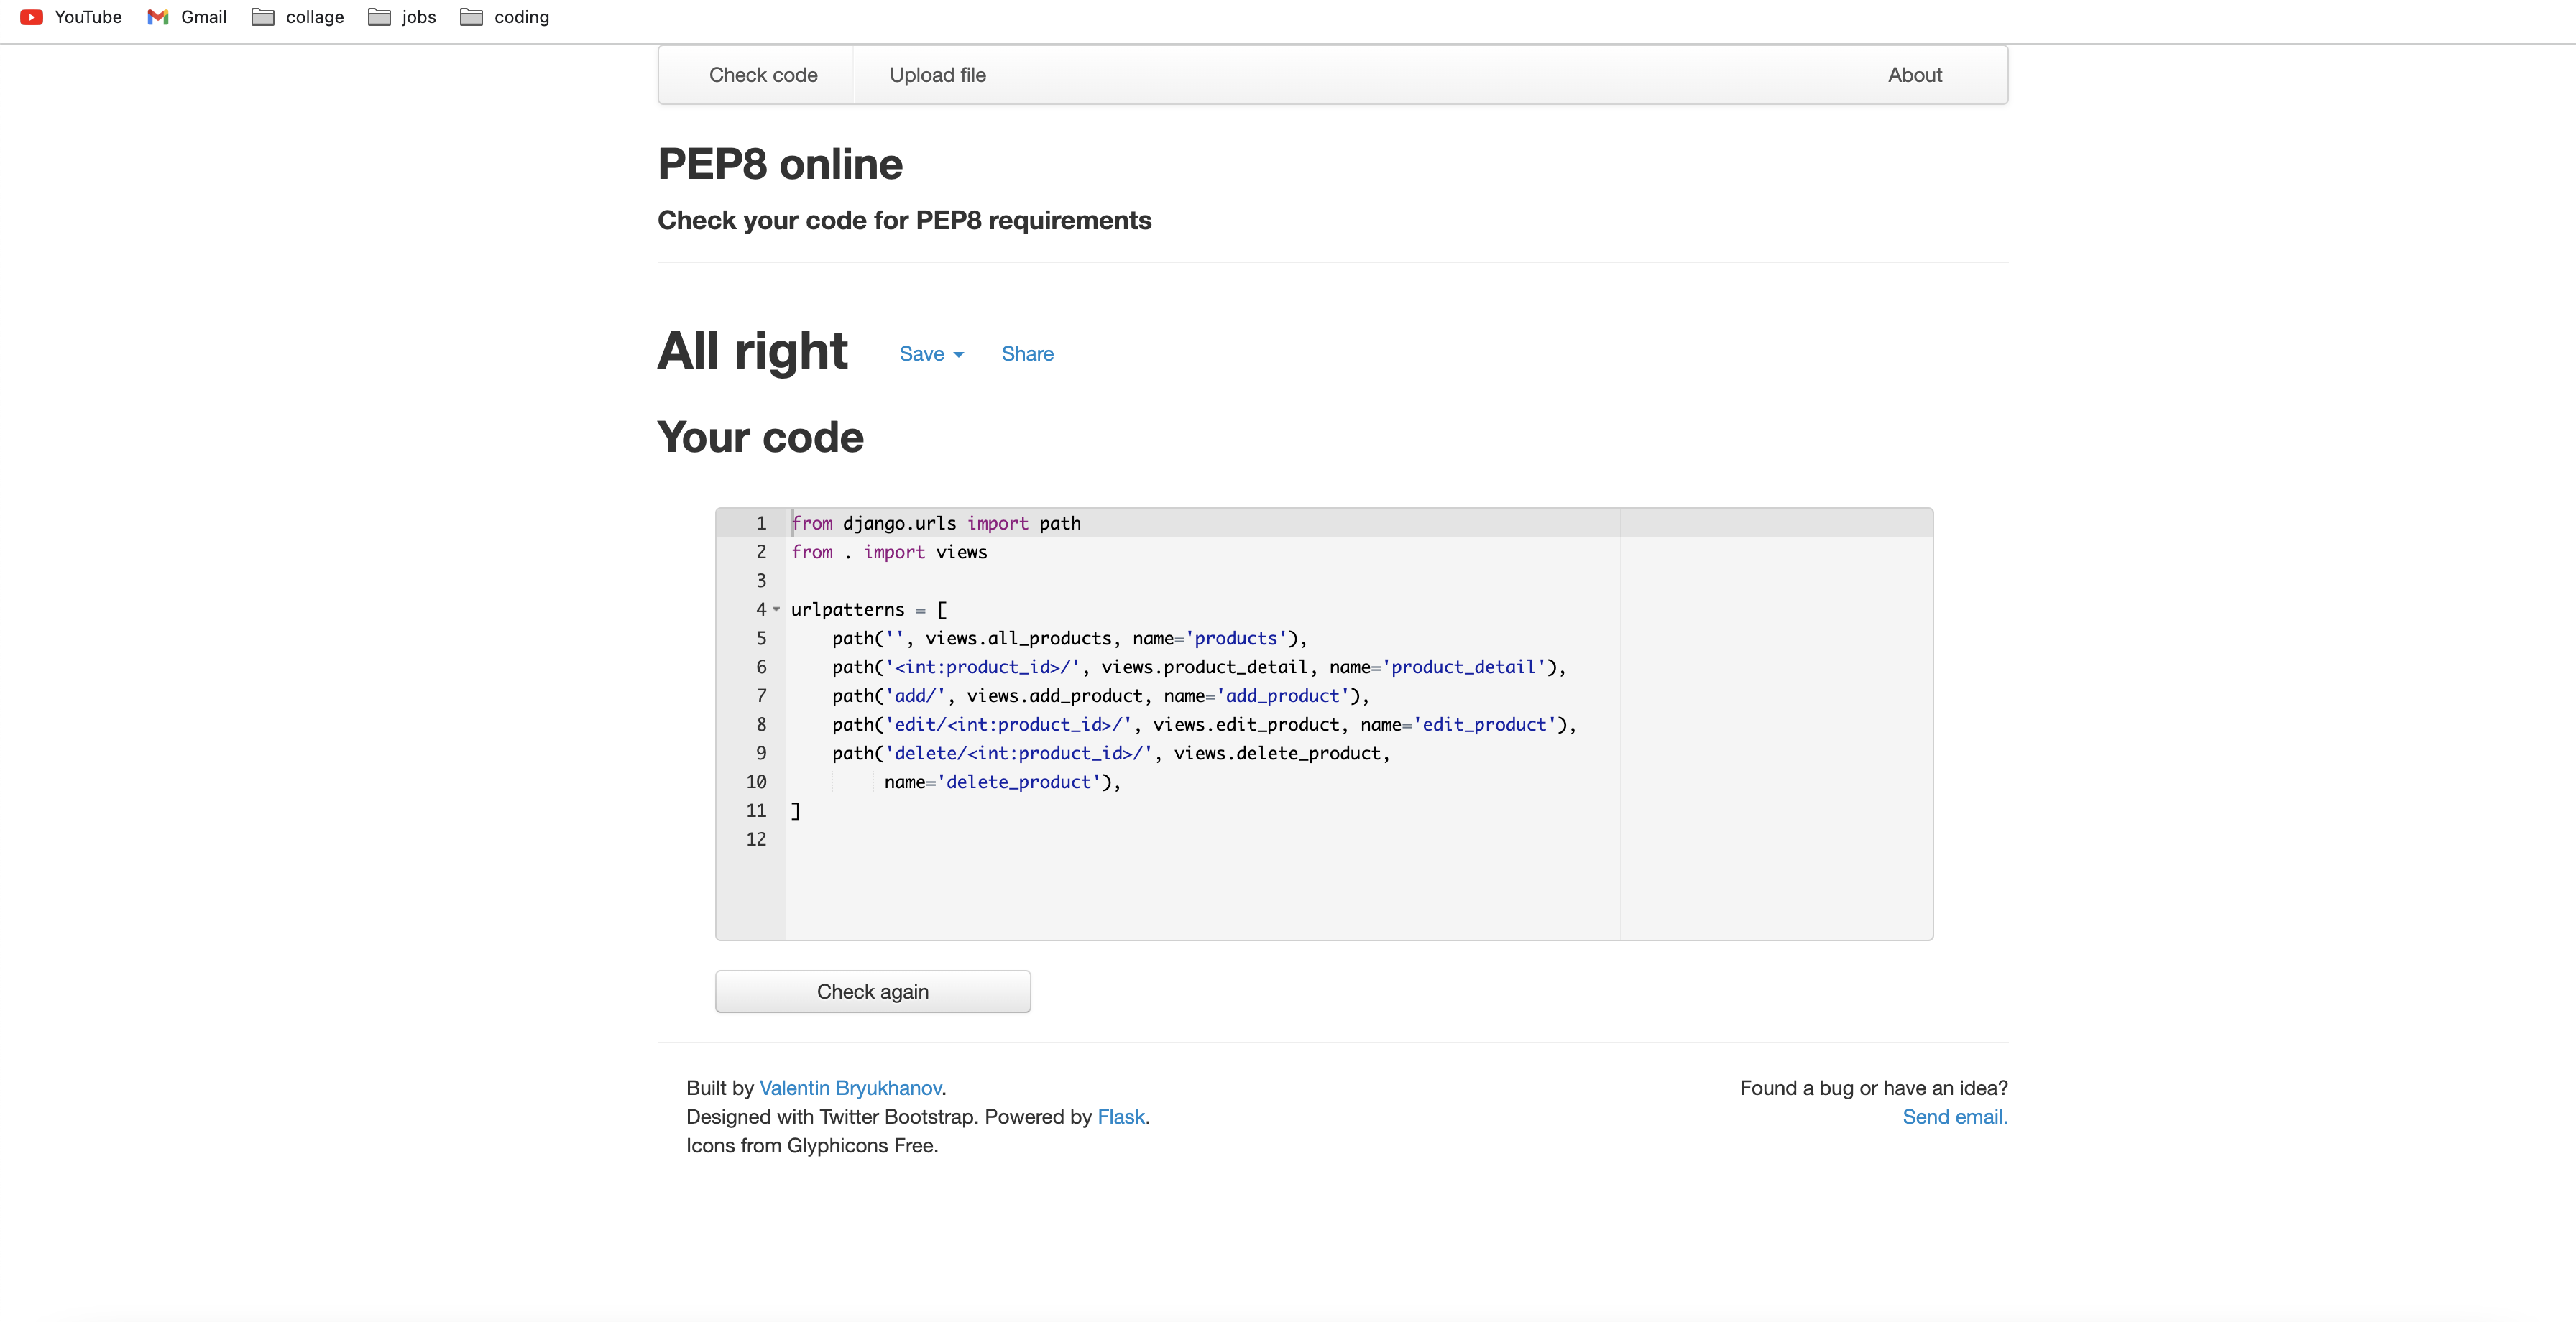 YouTube Gmail collage jobs coding
Check code Upload file About
PEP8 online
Check your code for PEP8 requirements
All right Save Share
Your code
1 from django.urls import path
2 from . import views
3
4 urlpatterns = [
5     path('', views.all_products, name='products'),
6     path('<int:product_id>/', views.product_detail, name='product_detail'),
7     path('add/', views.add_product, name='add_product'),
8     path('edit/<int:product_id>/', views.edit_product, name='edit_product'),
9     path('delete/<int:product_id>/', views.delete_product,
10          name='delete_product'),
11 ]
12
Check again
Built by Valentin Bryukhanov. Found a bug or have an idea?
Designed with Twitter Bootstrap. Powered by Flask. Send email.
Icons from Glyphicons Free.